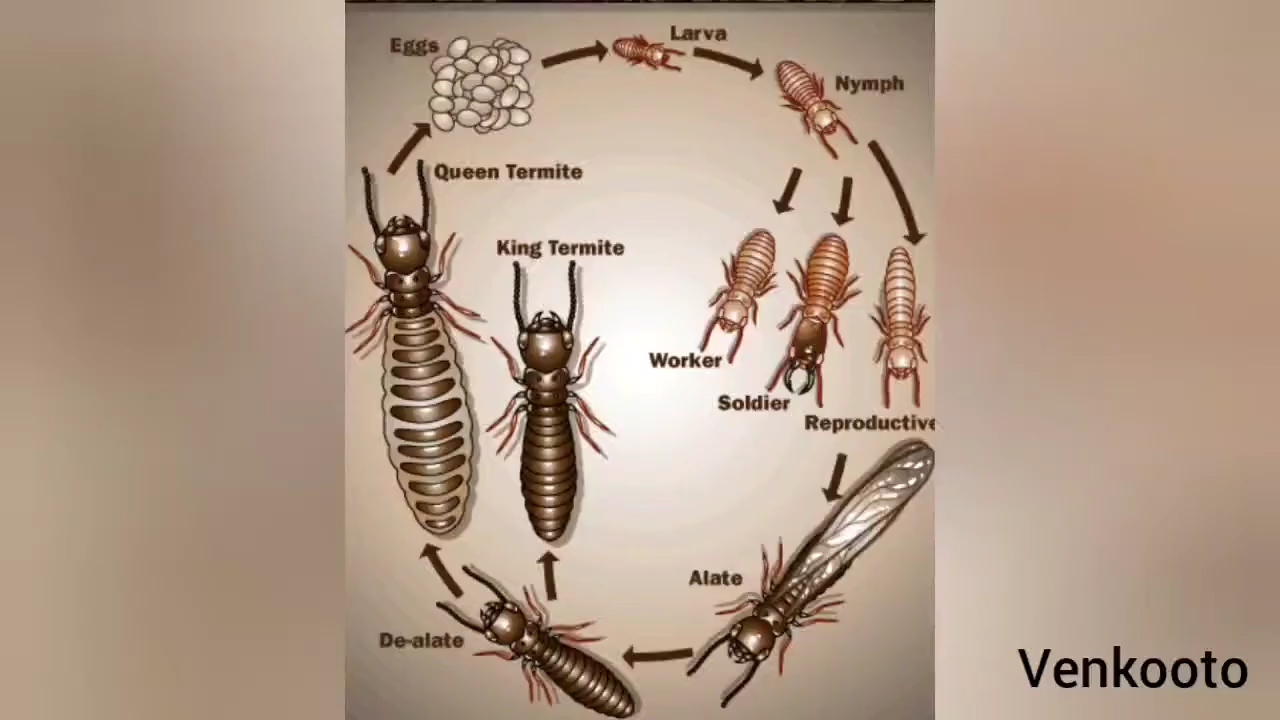 Eggs
Larva
Nymph
Queen Termite
King Termite
Worker
Soldier
Reproductive
Alate
De-alate
Venkooto